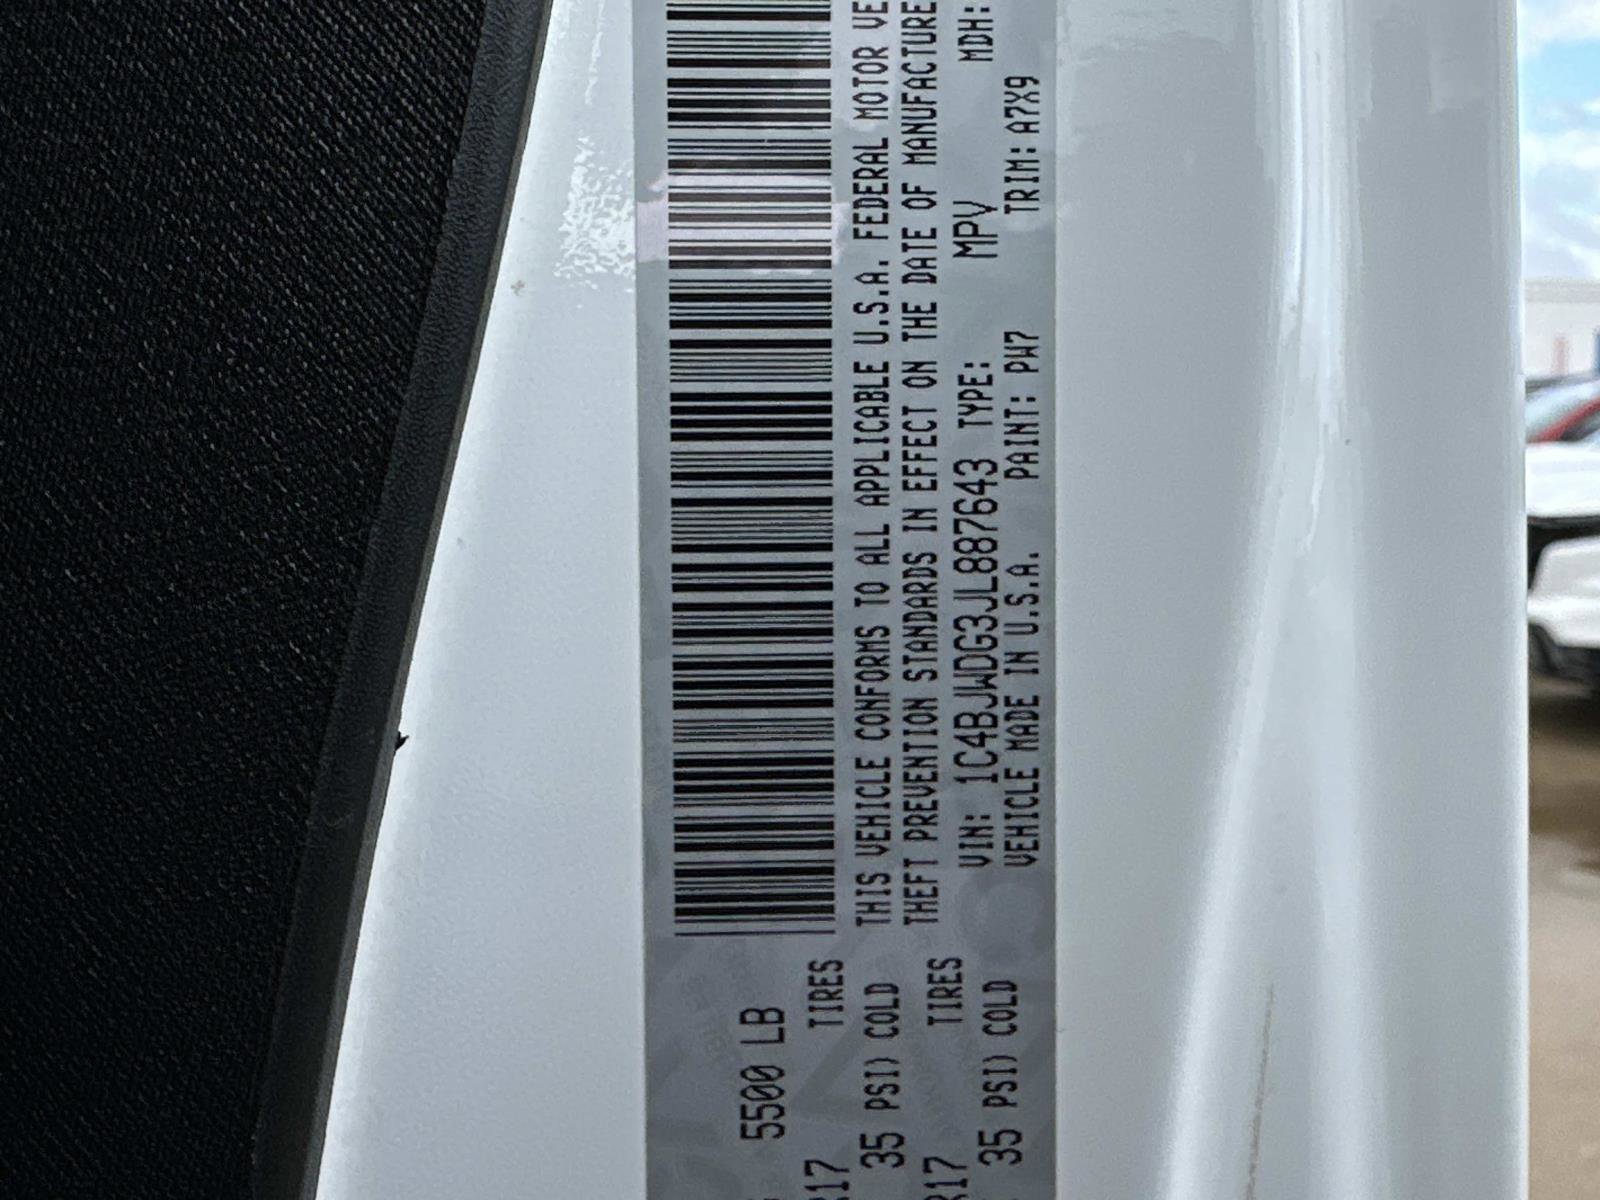 5500 LB
R17 TIRES
35 PSI) COLD
R17 TIRES
35 PSI) COLD
THIS VEHICLE CONFORMS TO ALL APPLICABLE U.S.A. FEDERAL MOTOR VE
THEFT PREVENTION STANDARDS IN EFFECT ON THE DATE OF MANUFACTURE
VIN: 1C4BJWDG3JL887643 TYPE: MPV MDH:
VEHICLE MADE IN U.S.A. PAINT: PW7 TRIM: A7X9